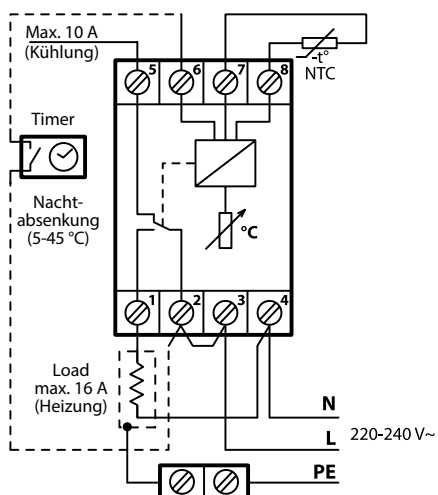 Max. 10 A
(Kühlung)
5
6
7
8
-t°
NTC
Timer
Nacht-
absenkung
(5-45 °C)
°C
1
2
3
4
Load
max. 16 A
(Heizung)
N
L
220-240 V~
PE